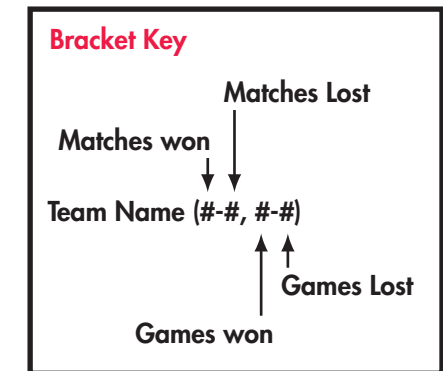 Bracket Key
Matches Lost
Matches won
Team Name (#-#, #-#)
Games Lost
Games won